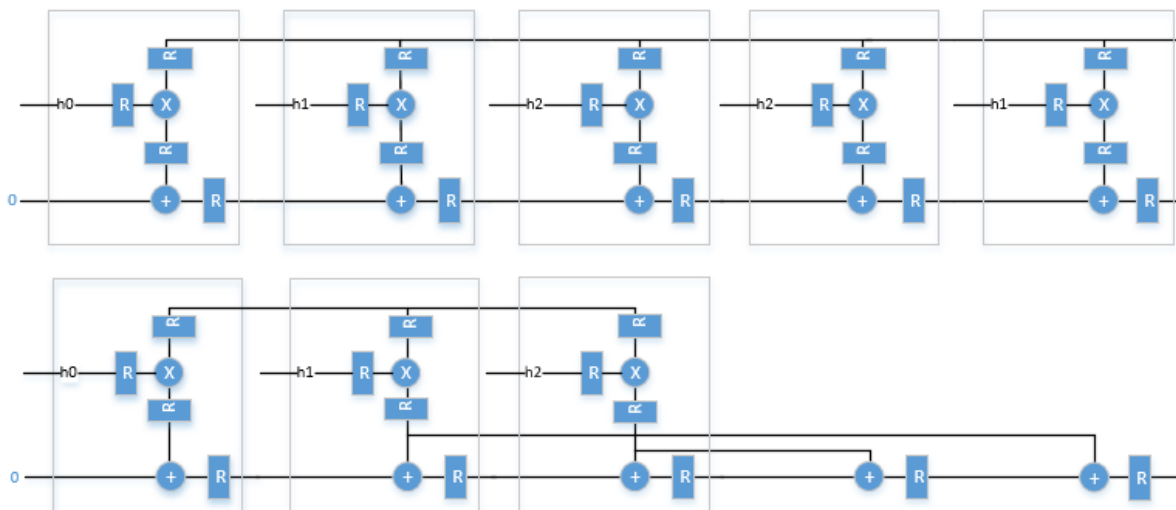 R R R R R
h0 R X h1 R X h2 R X h2 R X h1 R X
R R R R R
0 + R + R + R + R + R
R R R
h0 R X h1 R X h2 R X
R R R
0 + R + R + R + R + R